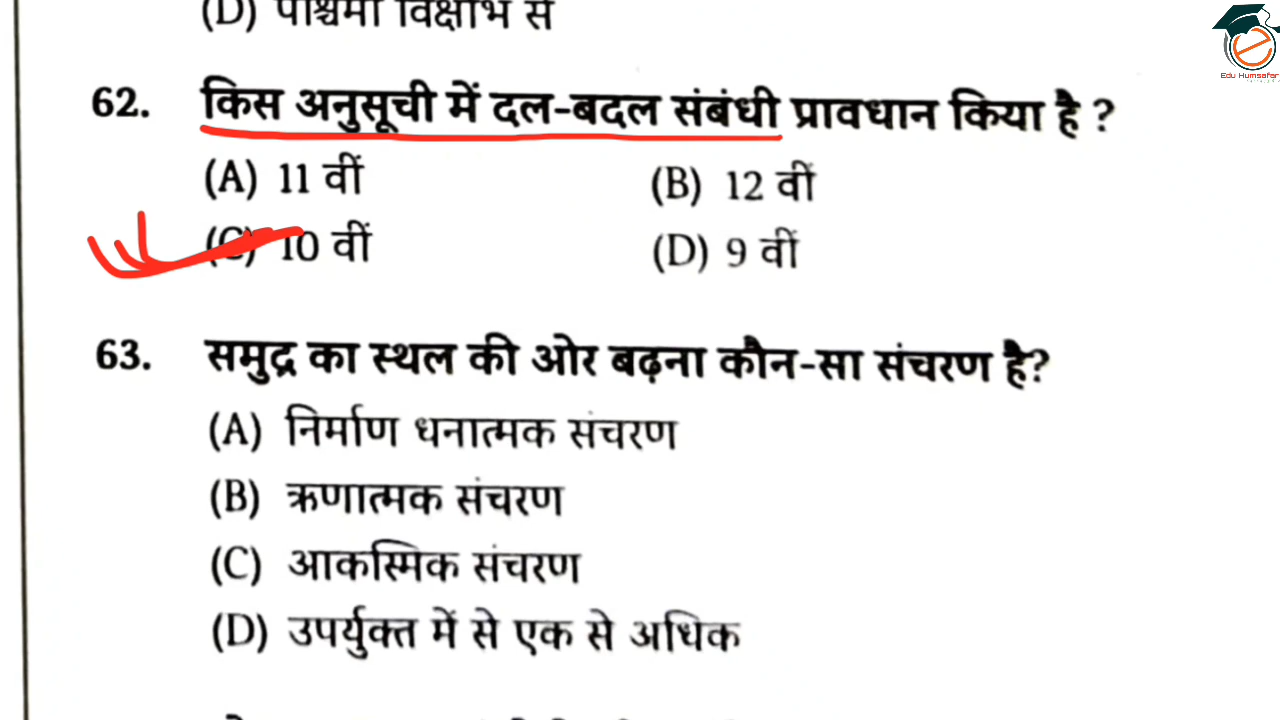 (D) पश्चिमी विक्षोभ से
Edu Humsafar
62. किस अनुसूची में दल-बदल संबंधी प्रावधान किया है ?
(A) 11 वीं (B) 12 वीं
(C) 10 वीं (D) 9 वीं
63. समुद्र का स्थल की ओर बढ़ना कौन-सा संचरण है?
(A) निर्माण धनात्मक संचरण
(B) ऋणात्मक संचरण
(C) आकस्मिक संचरण
(D) उपर्युक्त में से एक से अधिक